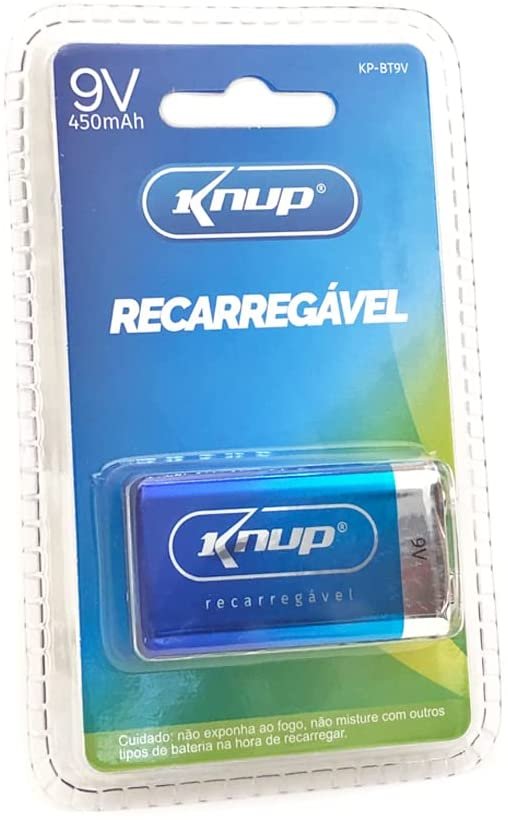 9V
450mAh
KP-BT9V
Knup®
RECARREGÁVEL
Knup®
recarregável
9V
Cuidado: não exponha ao fogo, não misture com outros
tipos de bateria na hora de recarregar.